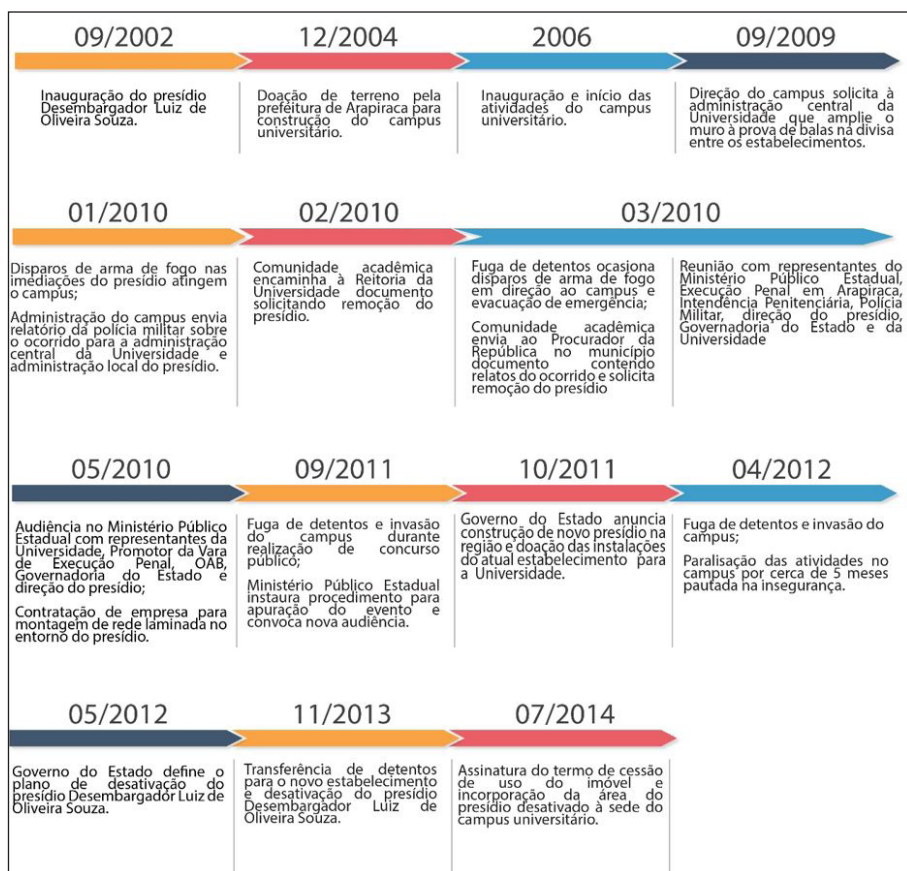 09/2002
Inauguração do presídio
Desembargador Luiz de
Oliveira Souza.
12/2004
Doação de terreno pela
prefeitura de Arapiraca para
construção do campus
universitário.
2006
Inauguração e início das
atividades do campus
universitário.
09/2009
Direção do campus solicita à
administração central da
Universidade que amplie o
muro à prova de balas na divisa
entre os estabelecimentos.
01/2010
Disparos de arma de fogo nas
imediações do presídio atingem
o campus;
Administração do campus envia
relatório da polícia militar sobre
o ocorrido para a administração
central da Universidade e
administração local do presídio.
02/2010
Comunidade acadêmica
encaminha à Reitoria da
Universidade documento
solicitando remoção do
presídio.
03/2010
Fuga de detentos ocasiona
disparos de arma de fogo
em direção ao campus e
evacuação de emergência;
Comunidade acadêmica
envia ao Procurador da
República no município
documento contendo
relatos do ocorrido e solicita
remoção do presídio
Reunião com representantes do
Ministério Público Estadual,
Execução Penal em Arapiraca,
Intendência Penitenciária, Polícia
Militar, direção do presídio,
Governadoria do Estado e da
Universidade
05/2010
Audiência no Ministério Público
Estadual com representantes da
Universidade, Promotor da Vara
de Execução Penal, OAB,
Governadoria do Estado e
direção do presídio;
Contratação de empresa para
montagem de rede laminada no
entorno do presídio.
09/2011
Fuga de detentos e invasão
do campus durante
realização de concurso
público;
Ministério Público Estadual
instaura procedimento para
apuração do evento e
convoca nova audiência.
10/2011
Governo do Estado anuncia
construção de novo presídio na
região e doação das instalações
do atual estabelecimento para
a Universidade.
04/2012
Fuga de detentos e invasão do
campus;
Paralisação das atividades no
campus por cerca de 5 meses
pautada na insegurança.
05/2012
Governo do Estado define o
plano de desativação do
presídio Desembargador Luiz de
Oliveira Souza.
11/2013
Transferência de detentos
para o novo estabelecimento
e desativação do presídio
Desembargador Luiz de
Oliveira Souza.
07/2014
Assinatura do termo de cessão
de uso do imóvel e
incorporação da área do
presídio desativado à sede do
campus universitário.